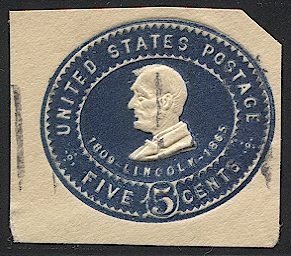 UNITED STATES POSTAGE
1809 - LINCOLN - 1865
FIVE 5 CENTS